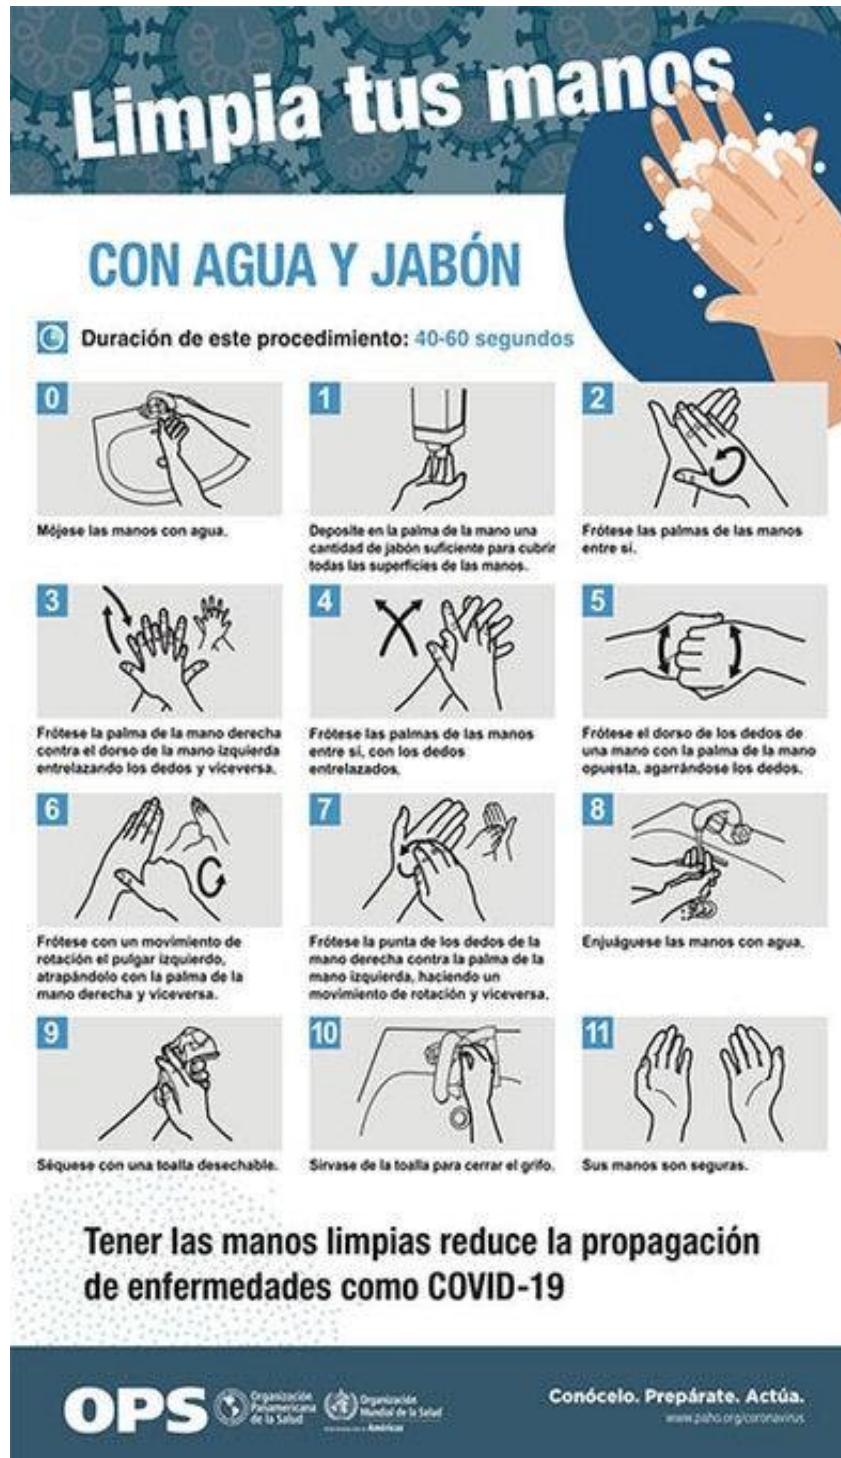 Limpia tus manos
CON AGUA Y JABÓN
Duración de este procedimiento: 40-60 segundos
0
Mójese las manos con agua.
1
Deposite en la palma de la mano una
cantidad de jabón suficiente para cubrir
todas las superficies de las manos.
2
Frótese las palmas de las manos
entre sí.
3
Frótese la palma de la mano derecha
contra el dorso de la mano izquierda
entrelazando los dedos y viceversa.
4
Frótese las palmas de las manos
entre sí, con los dedos
entrelazados.
5
Frótese el dorso de los dedos de
una mano con la palma de la mano
opuesta, agarrándose los dedos.
6
Frótese con un movimiento de
rotación el pulgar izquierdo,
atrapándolo con la palma de la
mano derecha y viceversa.
7
Frótese la punta de los dedos de la
mano derecha contra la palma de la
mano izquierda, haciendo un
movimiento de rotación y viceversa.
8
Enjuáguese las manos con agua.
9
Séquese con una toalla desechable.
10
Sírvase de la toalla para cerrar el grifo.
11
Sus manos son seguras.
Tener las manos limpias reduce la propagación
de enfermedades como COVID-19
OPS
Organización
Panamericana
de la Salud
Organización
Mundial de la Salud
Américas
Conócelo. Prepárate. Actúa.
www.paho.org/coronavirus